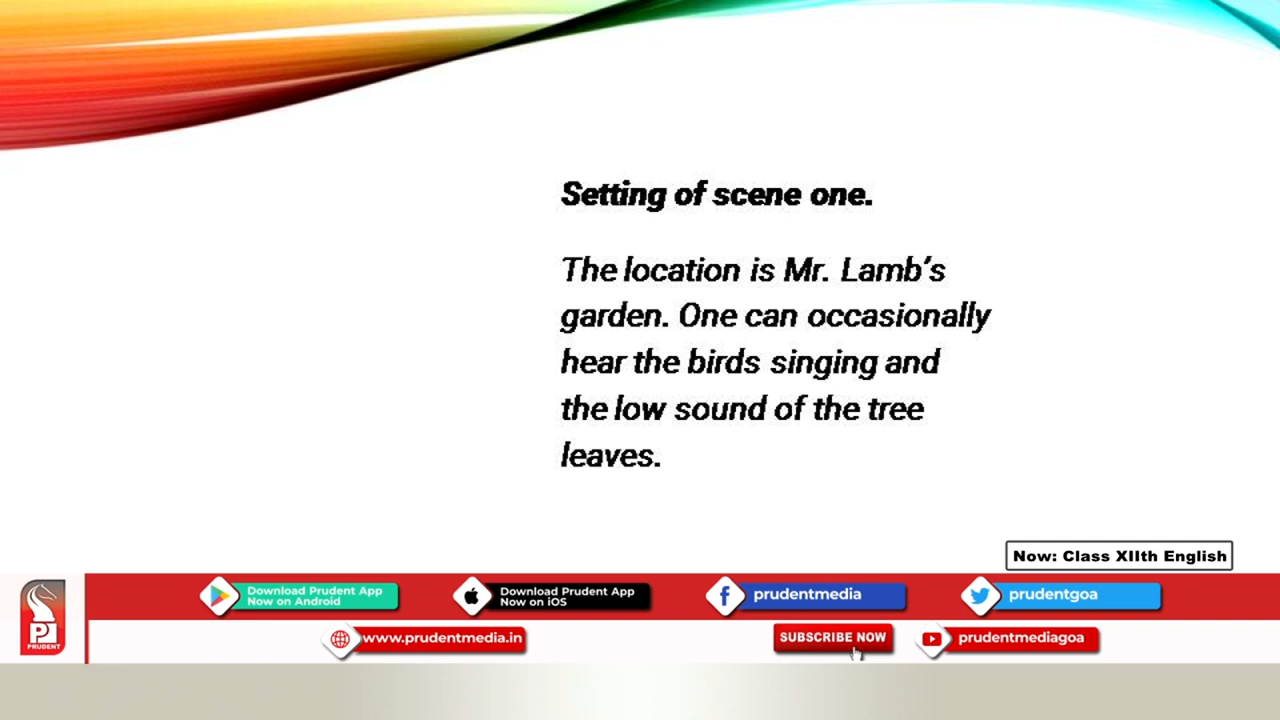 Setting of scene one.
The location is Mr. Lamb's
garden. One can occasionally
hear the birds singing and
the low sound of the tree
leaves.
Now: Class XIIth English
Download Prudent App
Now on Android
Download Prudent App
Now on iOS
prudentmedia
prudentgoa
PRUDENT
www.prudentmedia.in
SUBSCRIBE NOW
prudentmediagoa